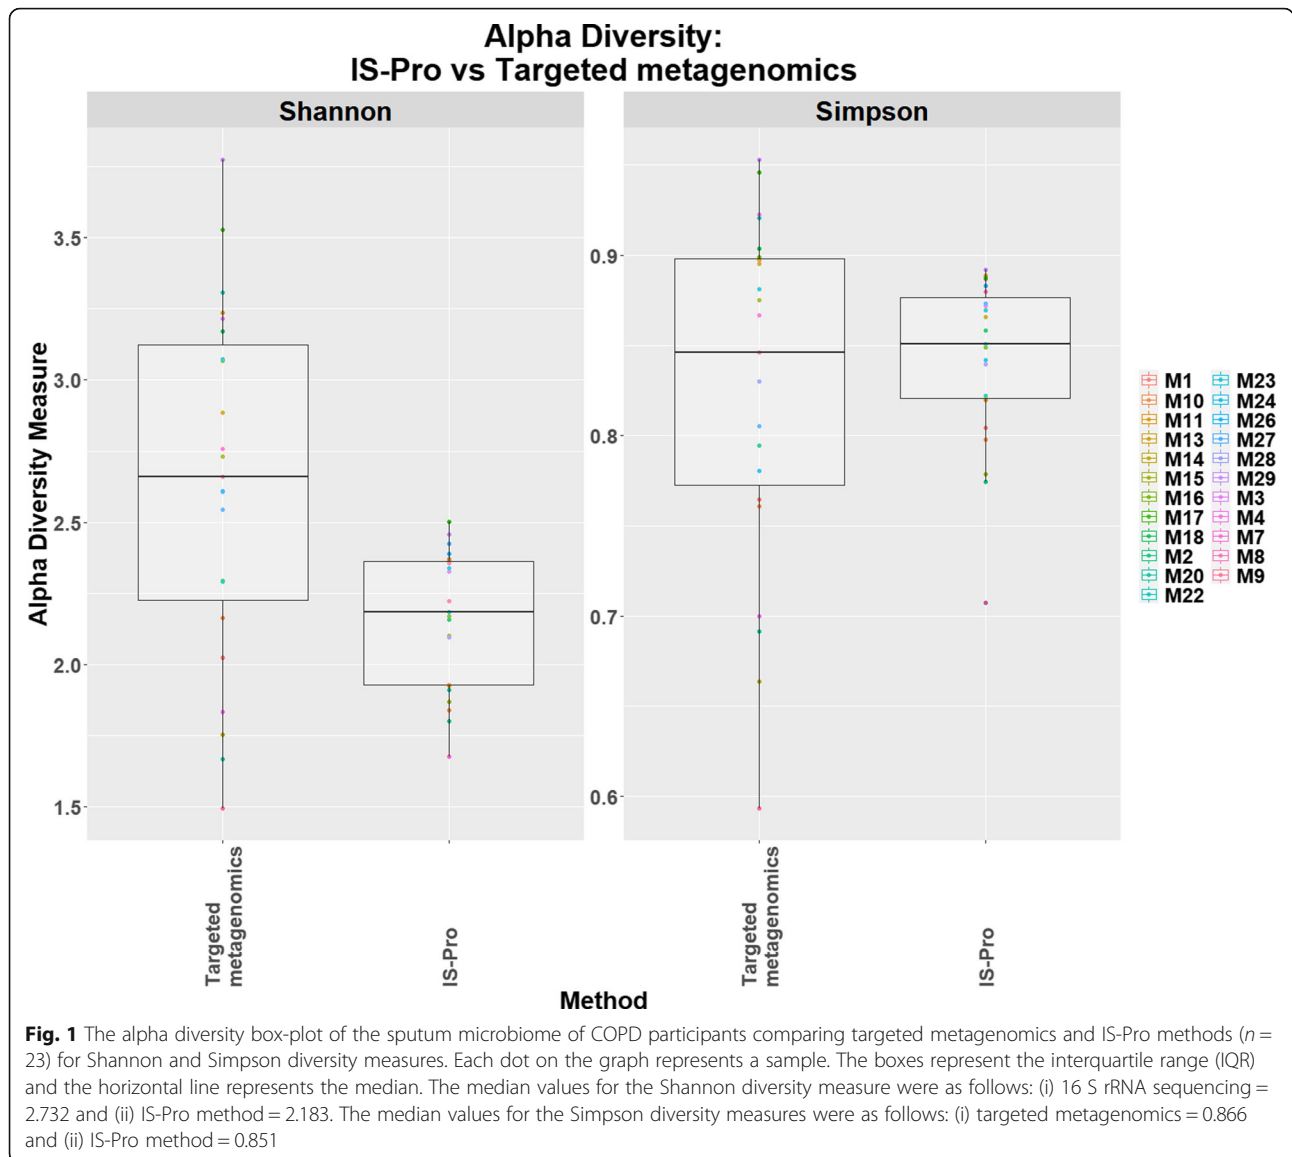 Alpha Diversity:
IS-Pro vs Targeted metagenomics
Shannon
Simpson
Alpha Diversity Measure
3.5
3.0
2.5
2.0
1.5
0.9
0.8
0.7
0.6
Targeted
metagenomics
IS-Pro
Targeted
metagenomics
IS-Pro
Method
M1
M10
M11
M13
M14
M15
M16
M17
M18
M2
M20
M22
M23
M24
M26
M27
M28
M29
M3
M4
M7
M8
M9
Fig. 1 The alpha diversity box-plot of the sputum microbiome of COPD participants comparing targeted metagenomics and IS-Pro methods (n =
23) for Shannon and Simpson diversity measures. Each dot on the graph represents a sample. The boxes represent the interquartile range (IQR)
and the horizontal line represents the median. The median values for the Shannon diversity measure were as follows: (i) 16 S rRNA sequencing =
2.732 and (ii) IS-Pro method = 2.183. The median values for the Simpson diversity measures were as follows: (i) targeted metagenomics = 0.866
and (ii) IS-Pro method = 0.851